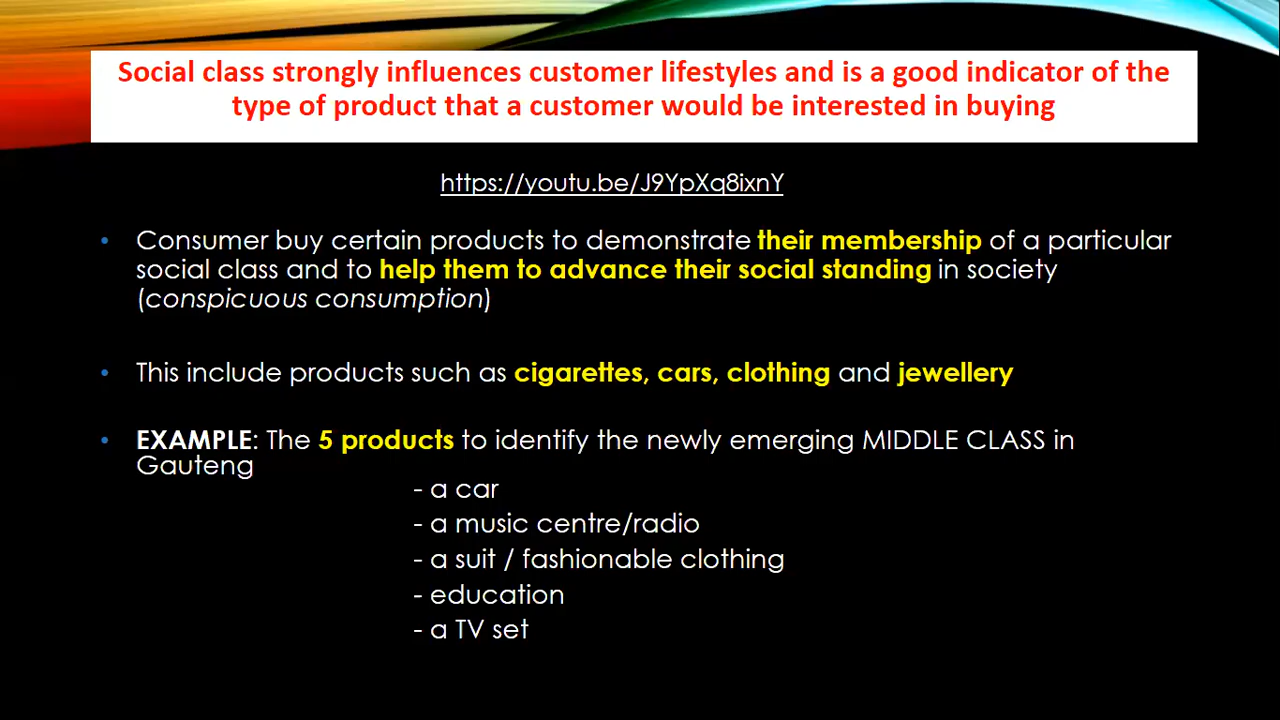 Social class strongly influences customer lifestyles and is a good indicator of the
type of product that a customer would be interested in buying
https://youtu.be/J9YpXq8ixnY
• Consumer buy certain products to demonstrate their membership of a particular
social class and to help them to advance their social standing in society
(conspicuous consumption)
• This include products such as cigarettes, cars, clothing and jewellery
• EXAMPLE: The 5 products to identify the newly emerging MIDDLE CLASS in
Gauteng
- a car
- a music centre/radio
- a suit / fashionable clothing
- education
- a TV set